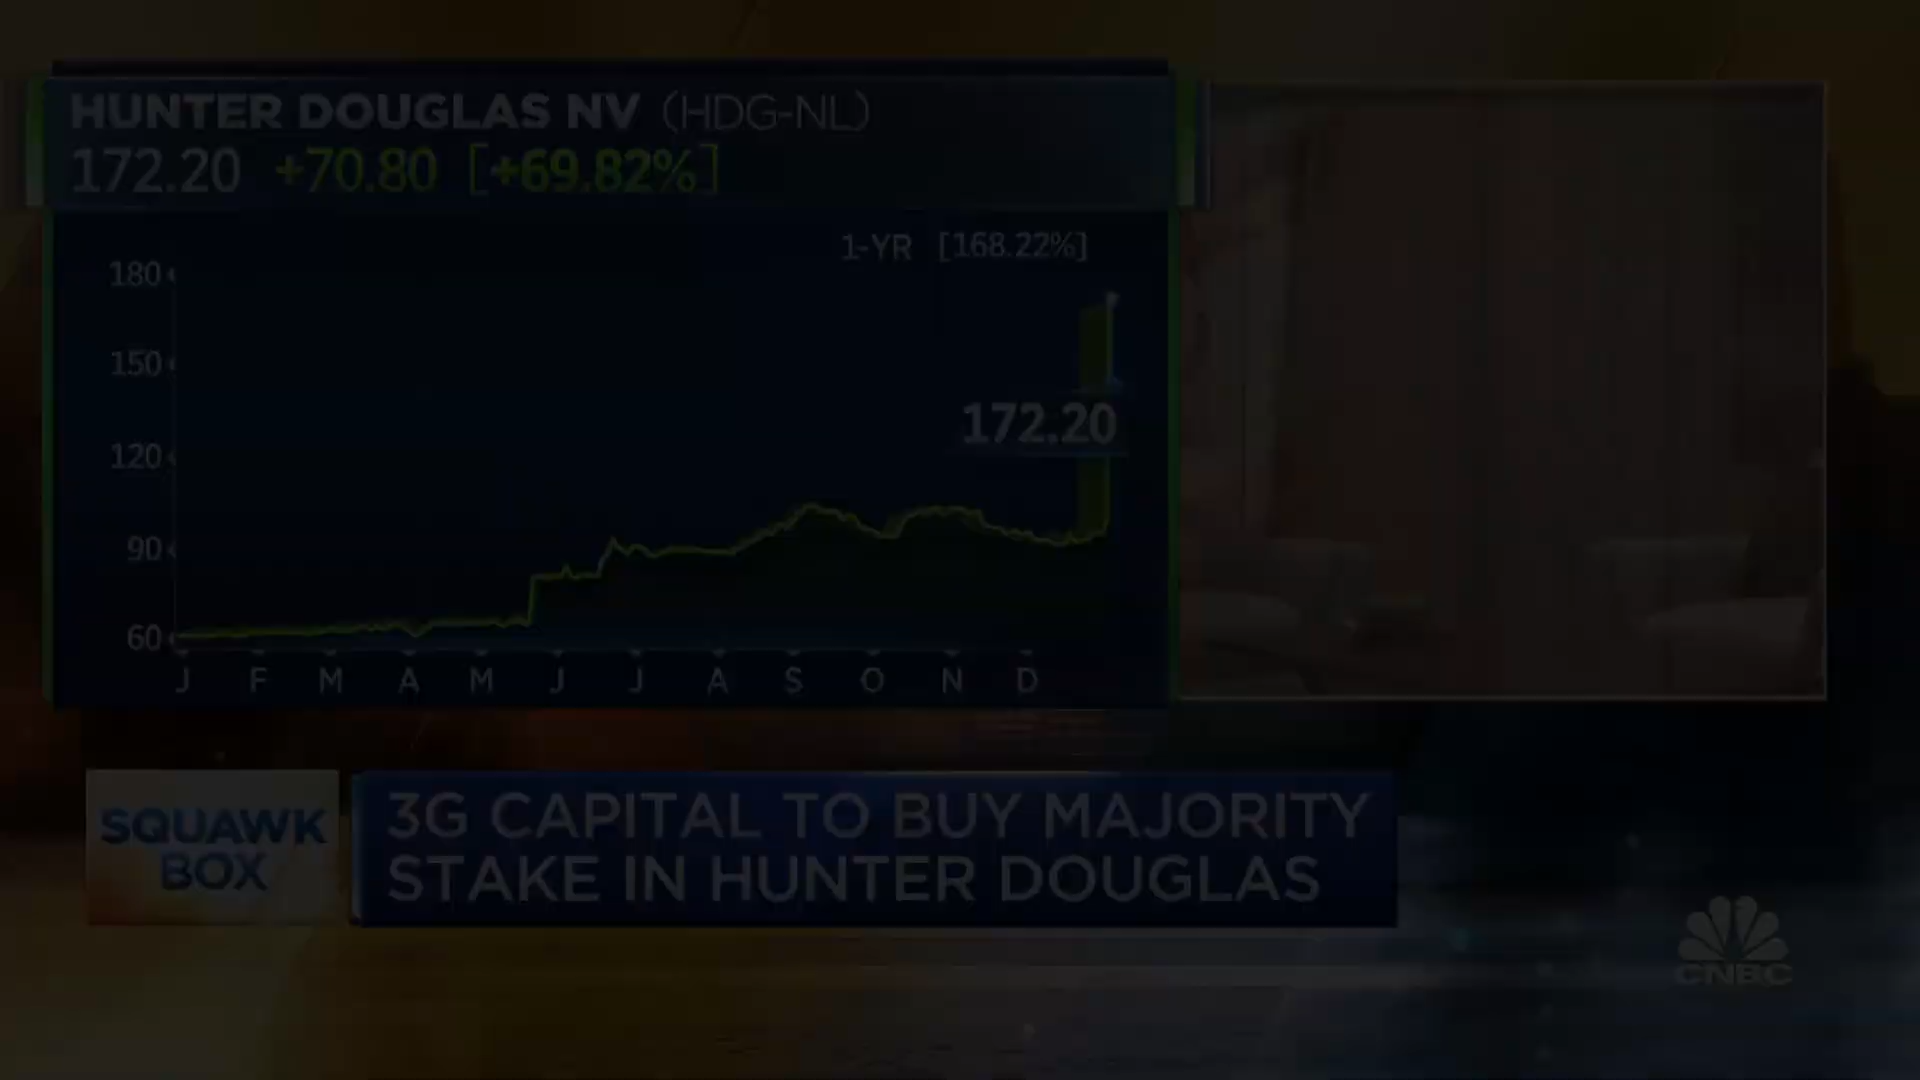 HUNTER DOUGLAS NV (HDG-NL)
172.20 +70.80 [+69.82%]
1-YR [168.22%]
180
150
172.20
120
90
60
J F M A M J J A S O N D
SQUAWK
BOX
3G CAPITAL TO BUY MAJORITY
STAKE IN HUNTER DOUGLAS
CNBC